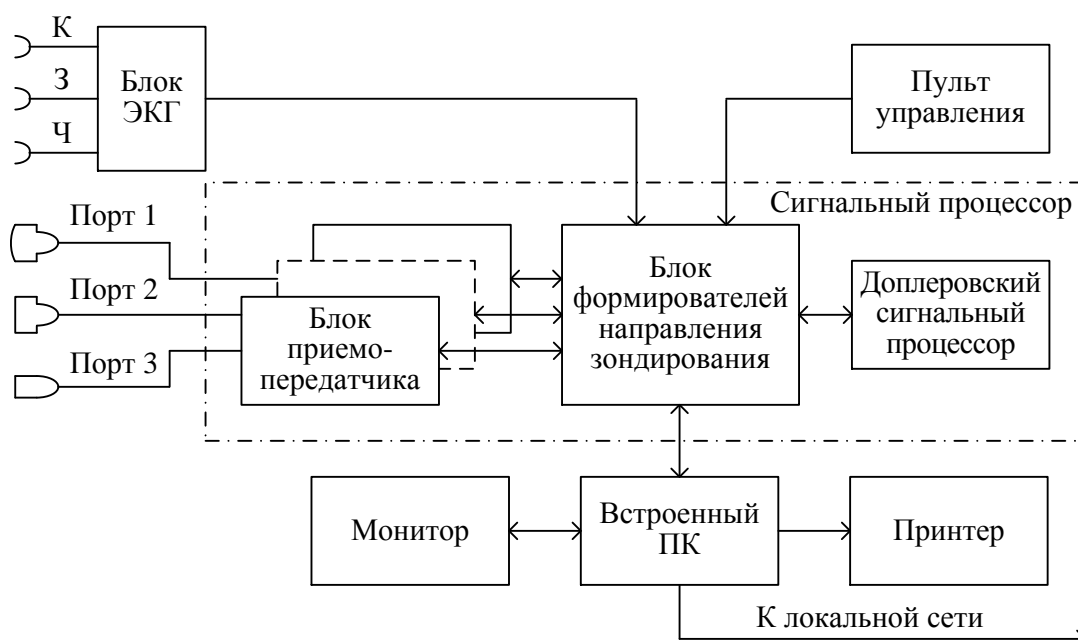 К
З
Ч
Блок
ЭКГ
Пульт
управления
Сигнальный процессор
Порт 1
Порт 2
Порт 3
Блок
приемо-
передатчика
Блок
формирователей
направления
зондирования
Доплеровский
сигнальный
процессор
Монитор
Встроенный
ПК
Принтер
К локальной сети